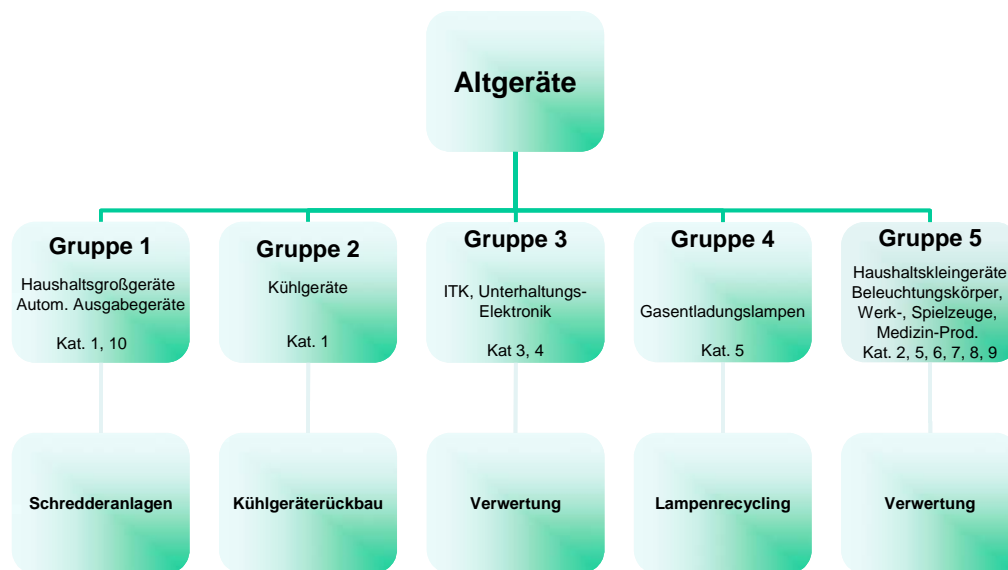 Altgeräte
Gruppe 1
Haushaltsgroßgeräte
Autom. Ausgabegeräte
Kat. 1, 10
Gruppe 2
Kühlgeräte
Kat. 1
Gruppe 3
ITK, Unterhaltungs-
Elektronik
Kat 3, 4
Gruppe 4
Gasentladungslampen
Kat. 5
Gruppe 5
Haushaltskleingeräte
Beleuchtungskörper,
Werk-, Spielzeuge,
Medizin-Prod.
Kat. 2, 5, 6, 7, 8, 9
Schredderanlagen
Kühlgeräterückbau
Verwertung
Lampenrecycling
Verwertung